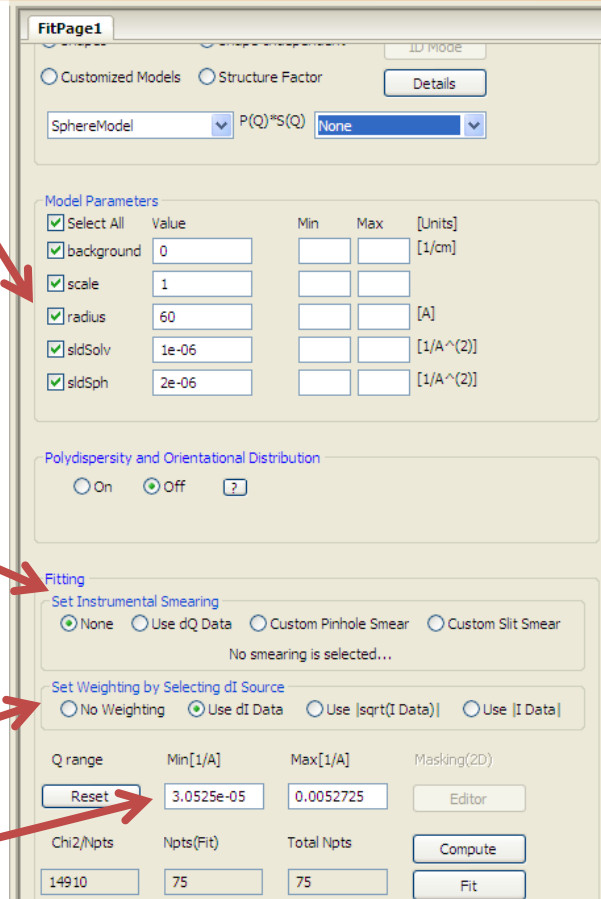 FitPage1
Shapes Shape Independent ID Mode
Customized Models Structure Factor Details
SphereModel P(Q)*S(Q) None
Model Parameters
Select All Value Min Max [Units]
background 0 [1/cm]
scale 1
radius 60 [A]
sldSolv 1e-06 [1/A^(2)]
sldSph 2e-06 [1/A^(2)]
Polydispersity and Orientational Distribution
On Off ?
Fitting
Set Instrumental Smearing
None Use dQ Data Custom Pinhole Smear Custom Slit Smear
No smearing is selected...
Set Weighting by Selecting dI Source
No Weighting Use dI Data Use |sqrt(I Data)| Use |I Data|
Q range Min[1/A] Max[1/A] Masking(2D)
Reset 3.0525e-05 0.0052725 Editor
Chi2/Npts Npts(Fit) Total Npts Compute
14910 75 75 Fit